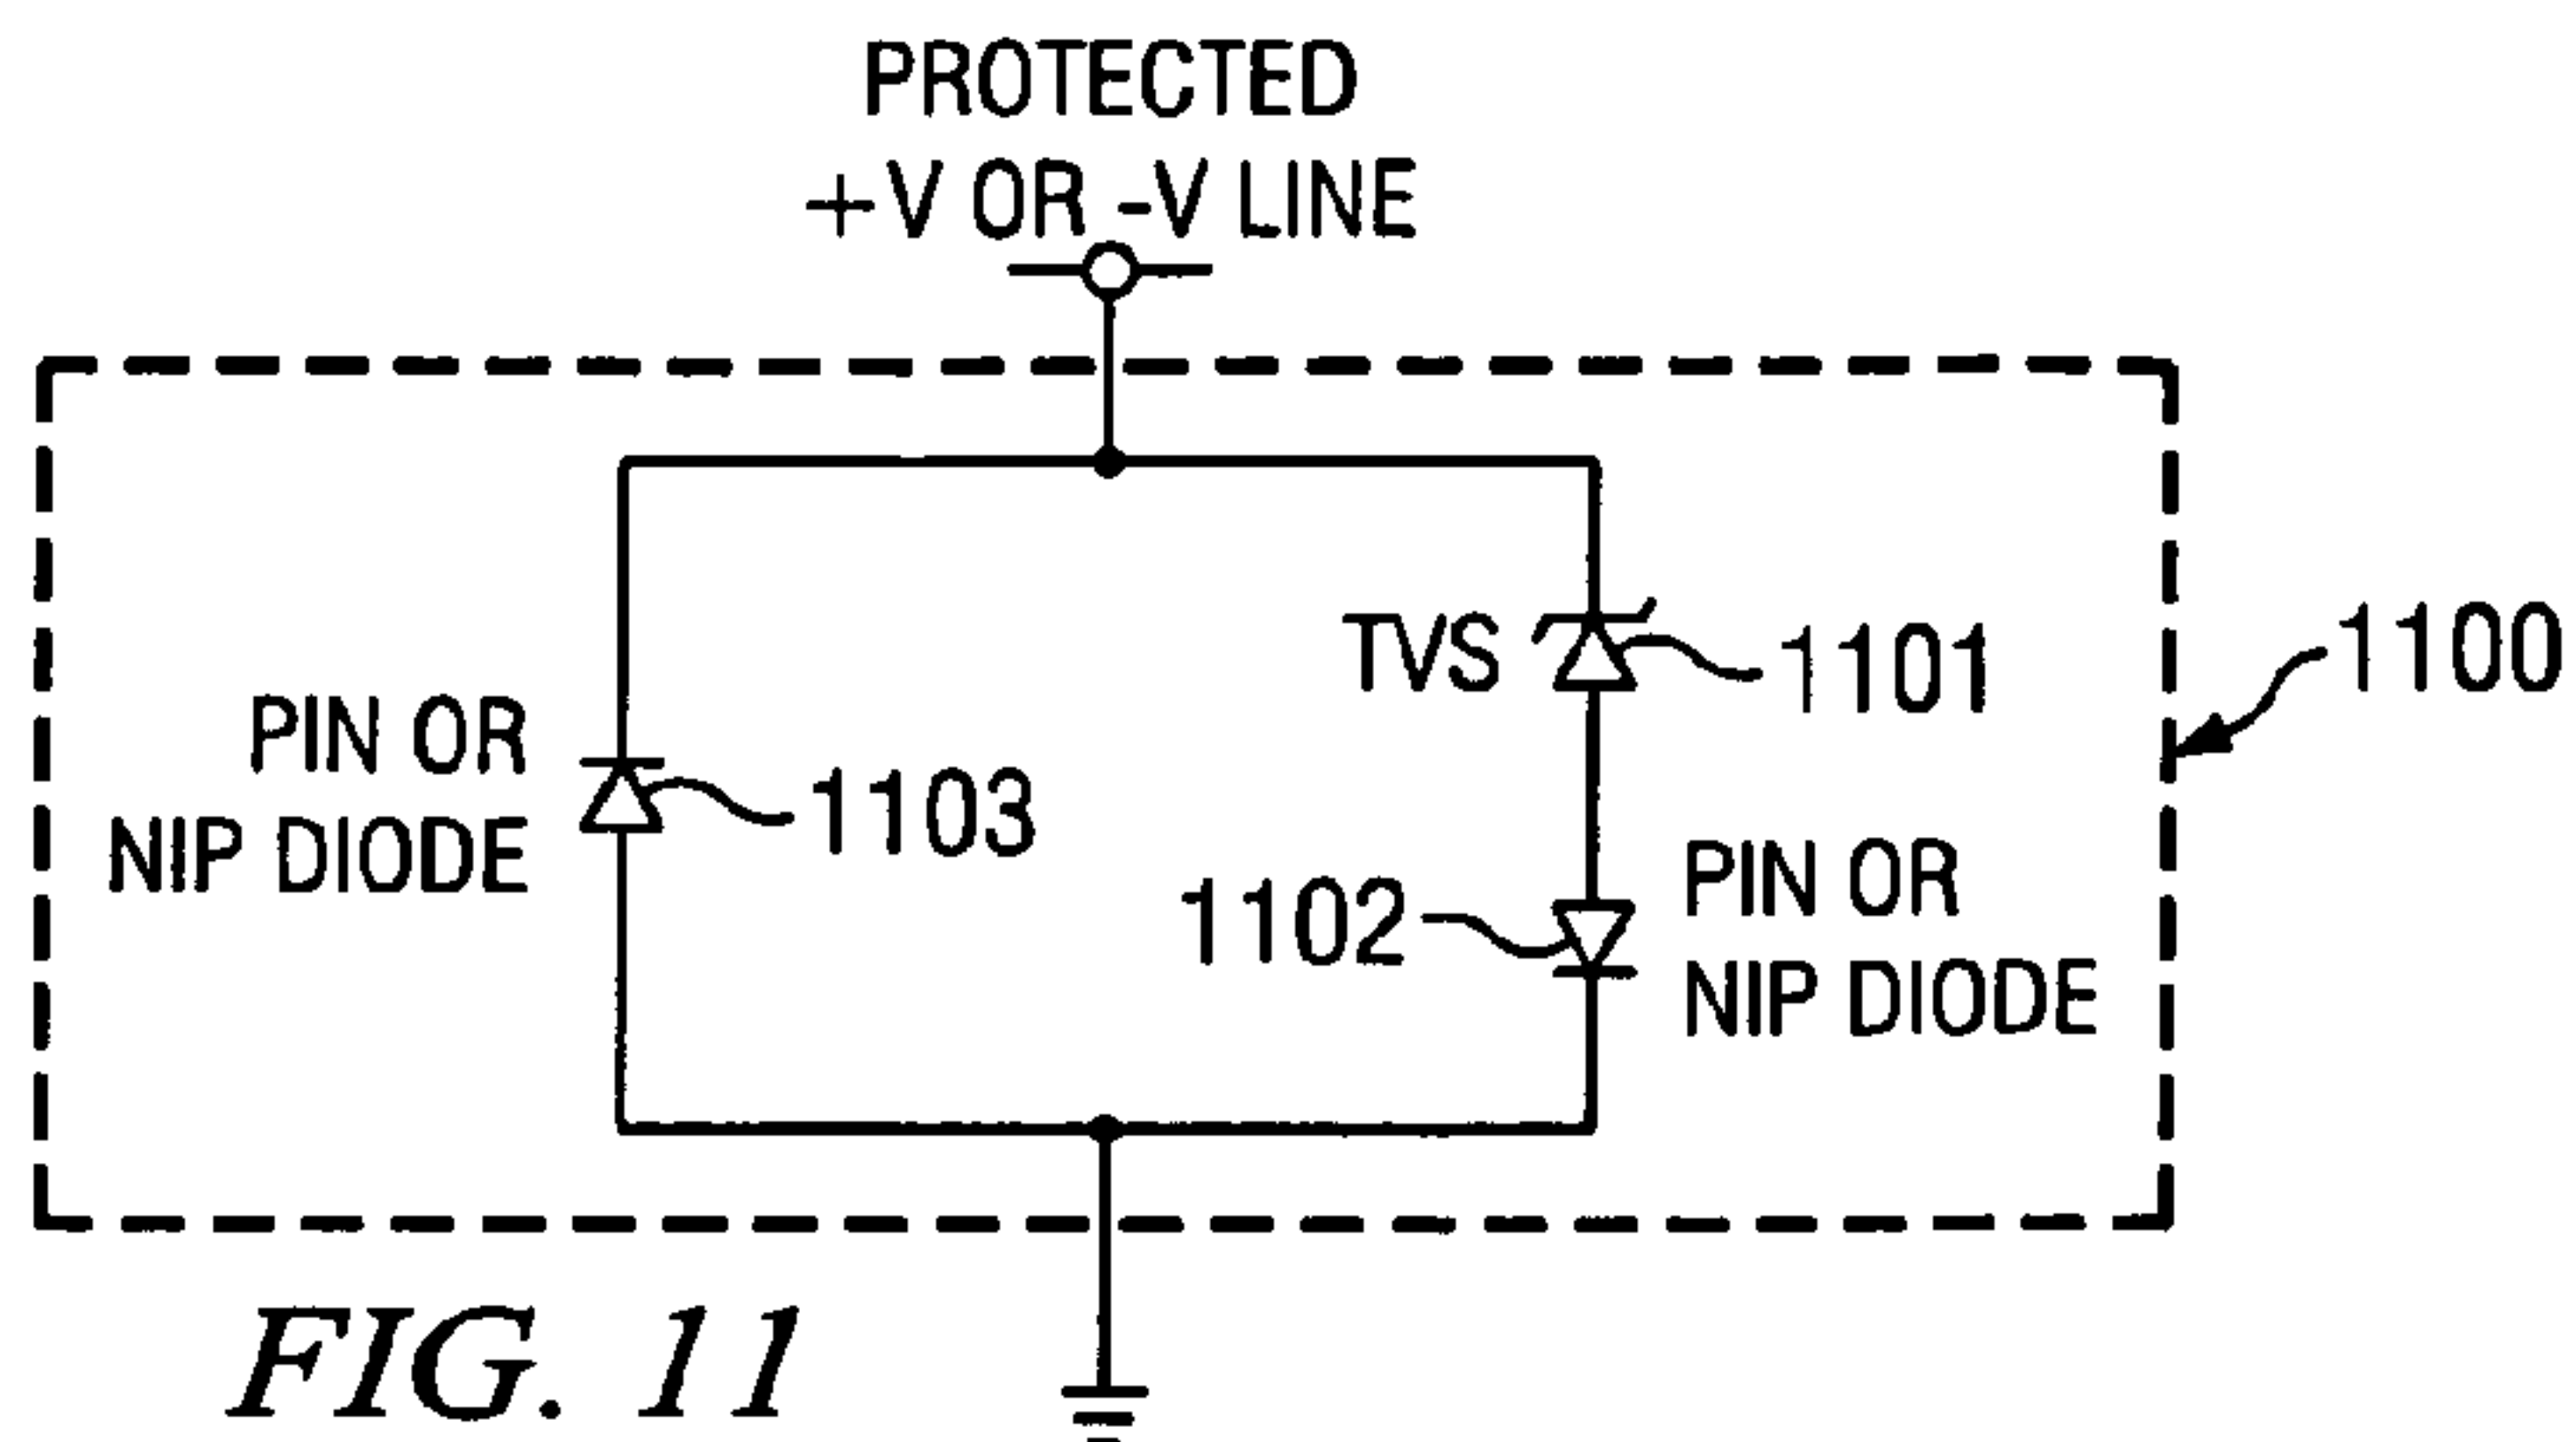 PROTECTED
+V OR -V LINE
TVS
1101
1100
PIN OR
NIP DIODE
1103
1102
PIN OR
NIP DIODE
FIG. 11